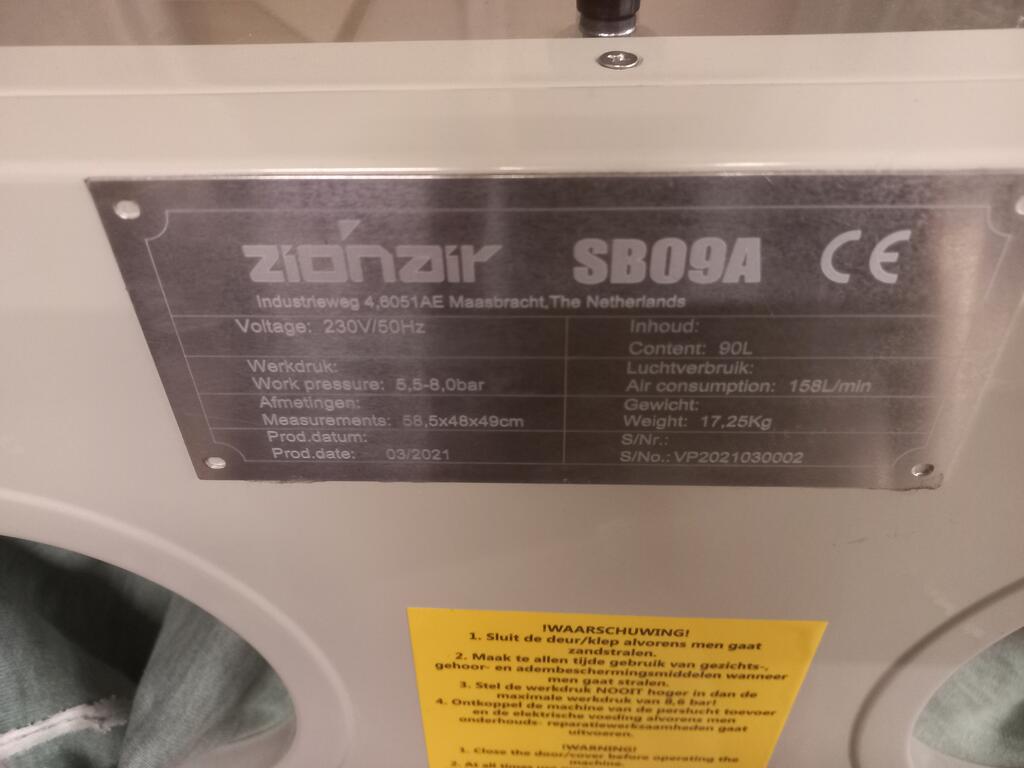 zionair SB09A CE
Industrieweg 4,6051AE Maasbracht,The Netherlands
Voltage: 230V/50Hz
Werkdruk:
Work pressure: 5,5-8,0bar
Afmetingen:
Measurements: 58,5x48x49cm
Prod.datum:
Prod.date: 03/2021
Inhoud:
Content: 90L
Luchtverbruik:
Air consumption: 158L/min
Gewicht:
Weight: 17,25Kg
S/Nr.:
S/No.: VP2021030002
!WAARSCHUWING!
1. Sluit de deur/klep alvorens men gaat
zandstralen.
2. Maak te allen tijde gebruik van gezichts-,
gehoor- en adembeschermingsmiddelen wanneer
men gaat stralen.
3. Stel de werkdruk NOOIT hoger in dan de
maximale werkdruk van 8,6 bar!
4. Ontkoppel de machine van de perslucht toevoer
en de elektrische voeding alvorens men
onderhouds- reparatiewerkzaamheden gaat
uitvoeren.
!WARNING!
1. Close the door/cover before operating the
machine.
2. At all times use